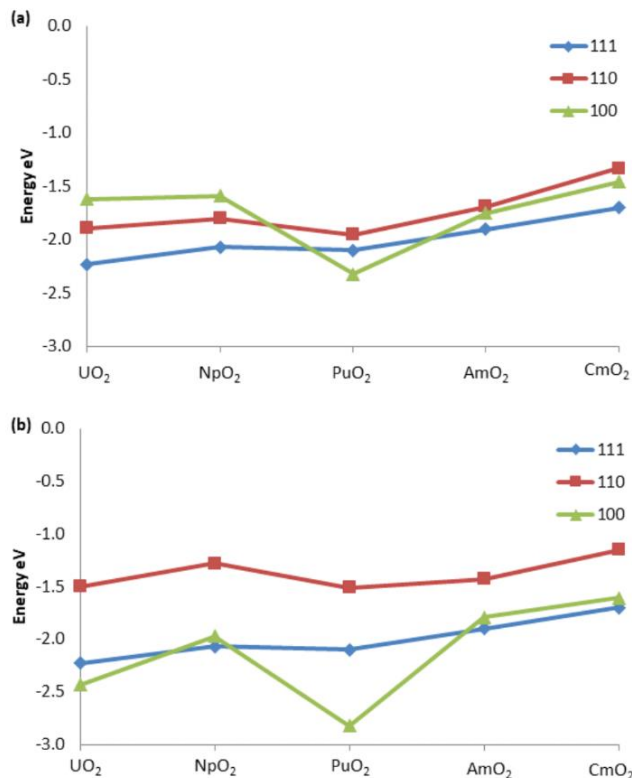 (a)
0.0
-0.5
-1.0
-1.5
-2.0
-2.5
-3.0
Energy eV
111
110
100
UO₂
NpO₂
PuO₂
AmO₂
CmO₂
(b)
0.0
-0.5
-1.0
-1.5
-2.0
-2.5
-3.0
Energy eV
111
110
100
UO₂
NpO₂
PuO₂
AmO₂
CmO₂